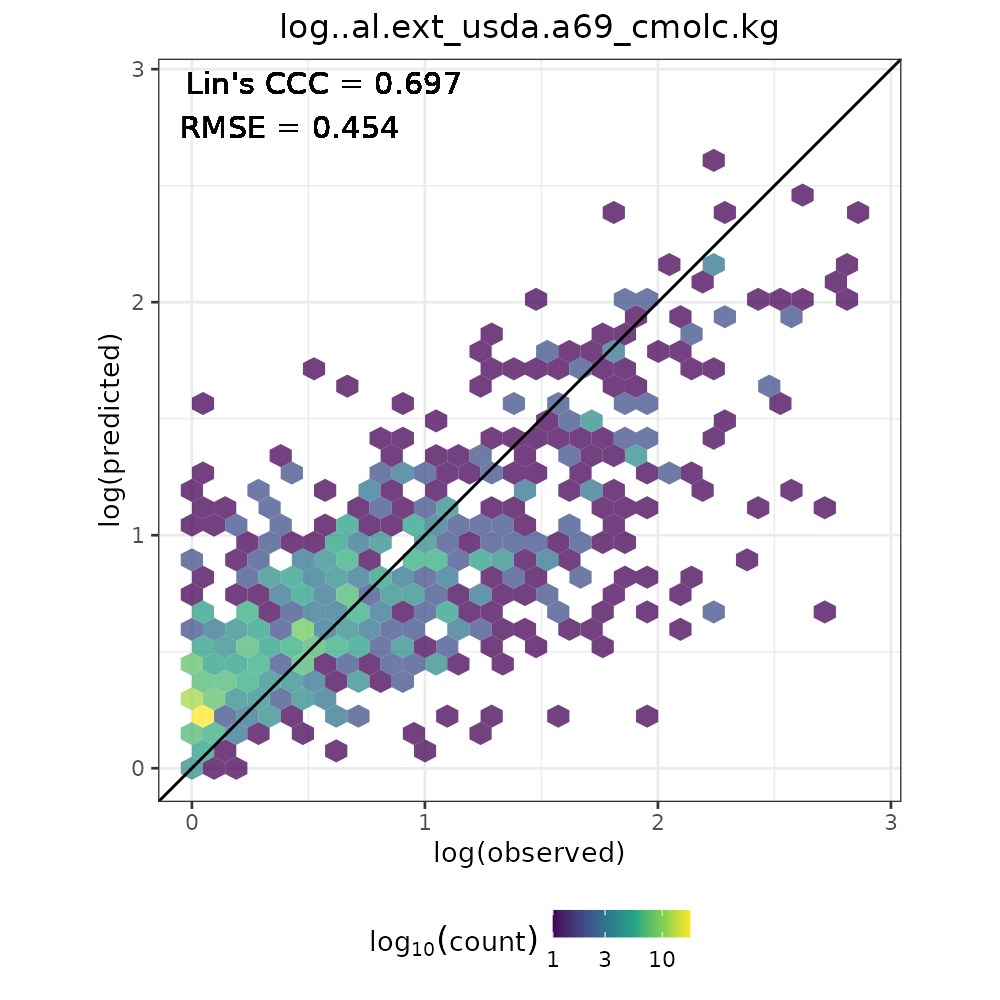 log..al.ext_usda.a69_cmolc.kg
Lin's CCC = 0.697
RMSE = 0.454
3
2
1
0
log(predicted)
0 1 2 3
log(observed)
log10(count)
1 3 10